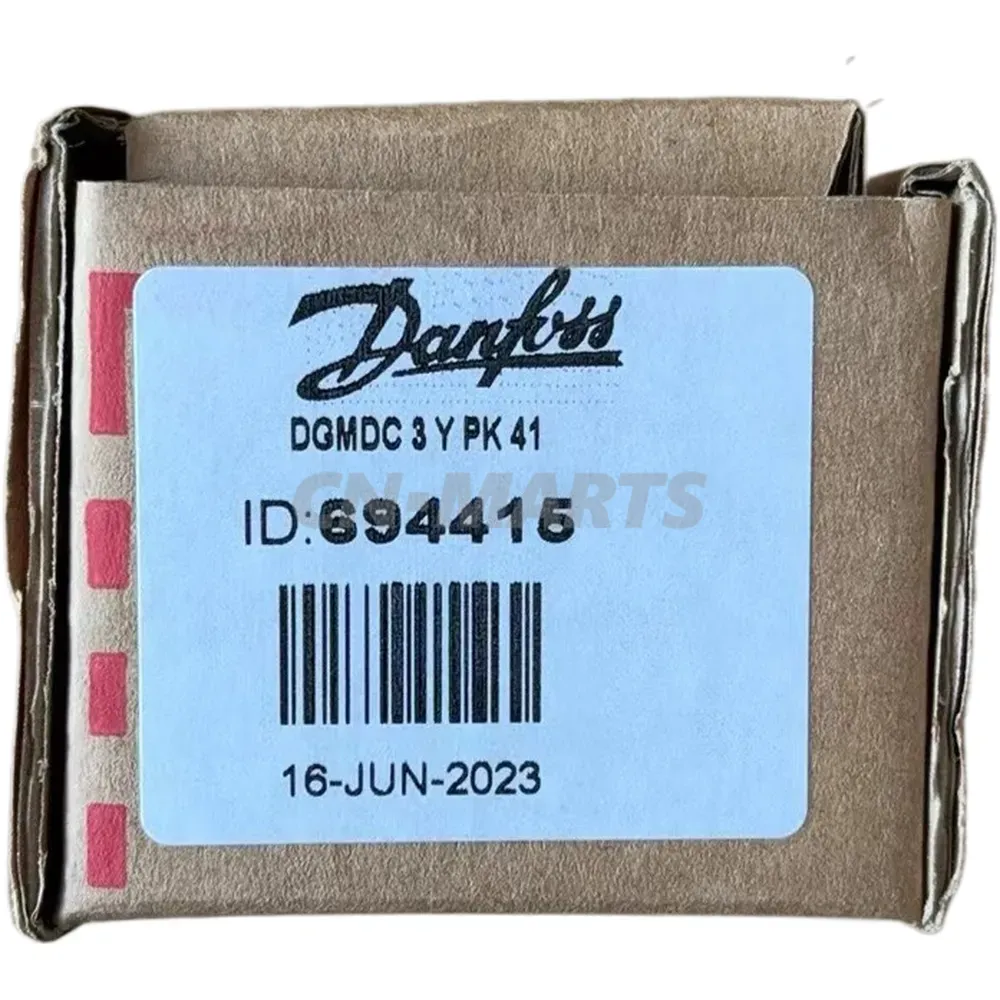 Danfoss
DGMDC 3 Y PK 41
CN-MARTS
ID:694415
16-JUN-2023